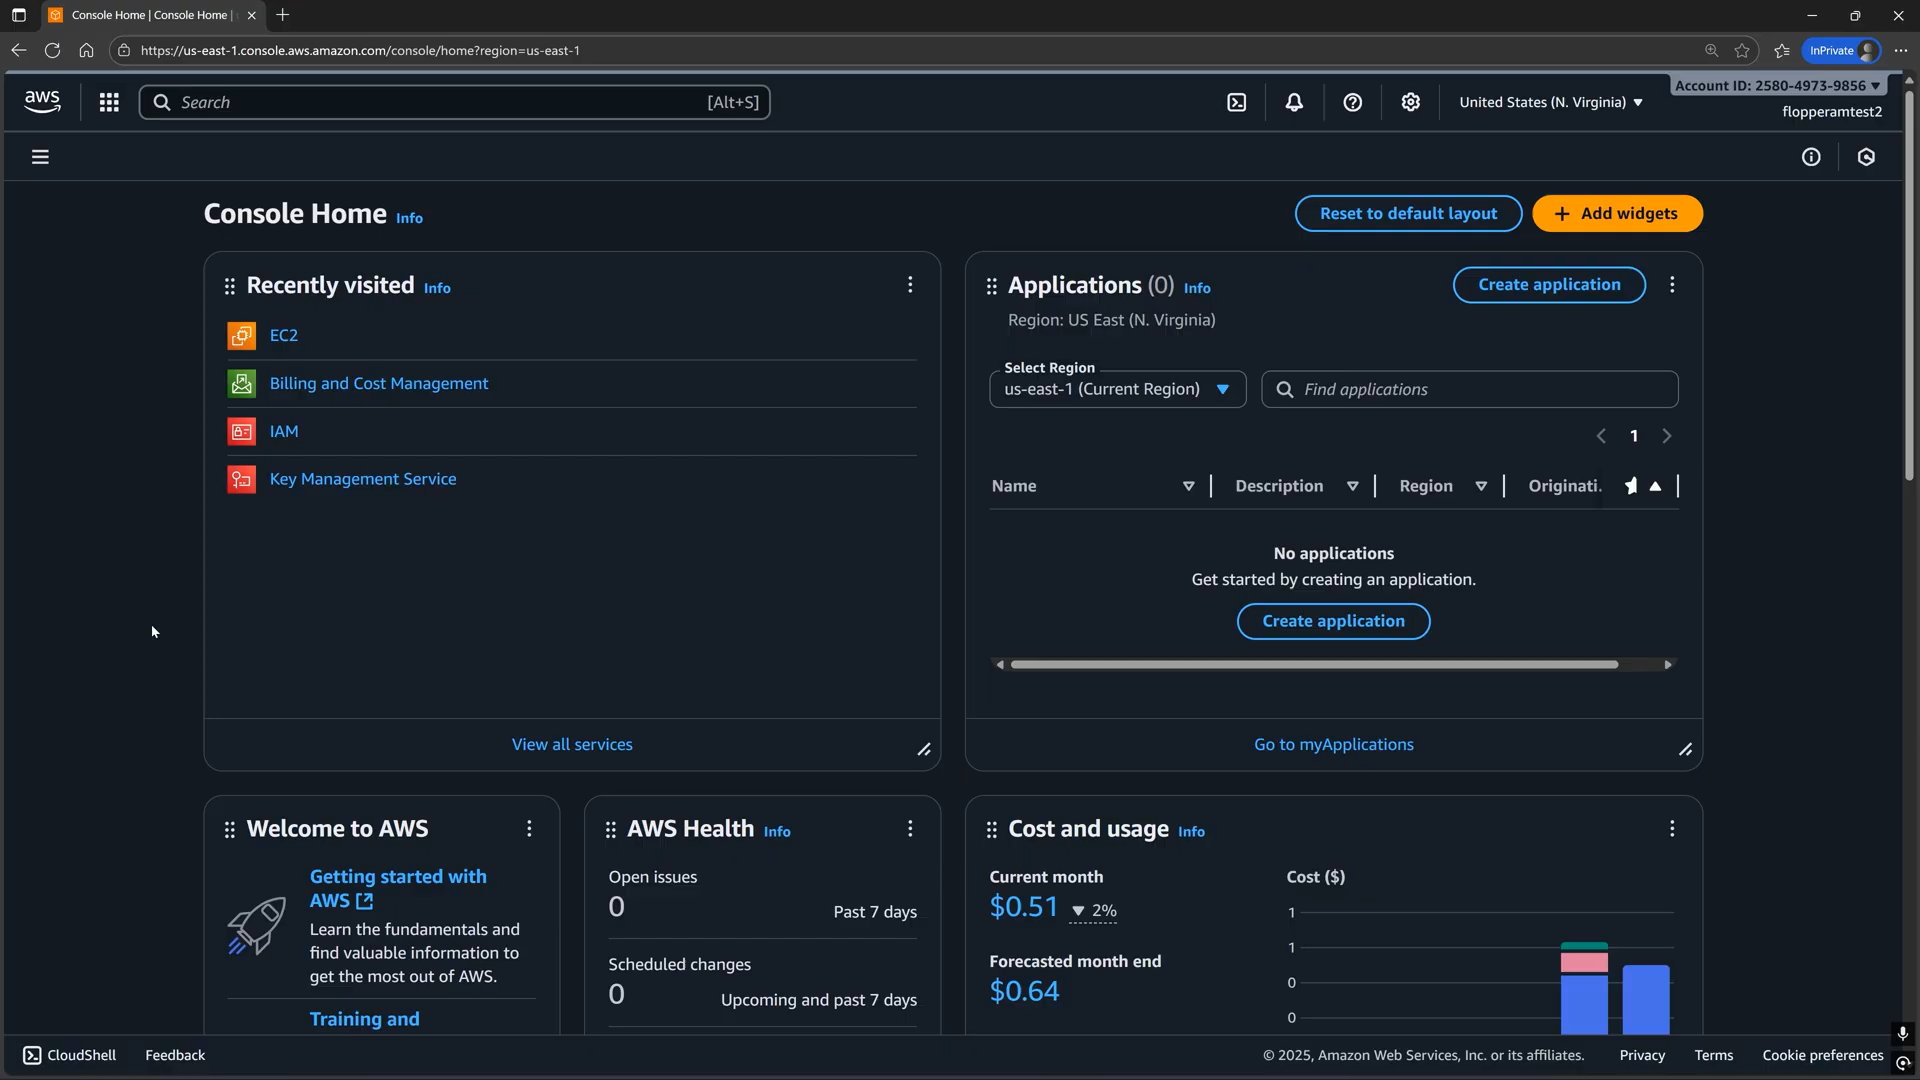 Console Home | Console Home |
https://us-east-1.console.aws.amazon.com/console/home?region=us-east-1
InPrivate
aws
Search
[Alt+S]
United States (N. Virginia)
Account ID: 2580-4973-9856
flopperamtest2
Console Home Info
Reset to default layout
Add widgets
Recently visited Info
EC2
Billing and Cost Management
IAM
Key Management Service
View all services
Applications (0) Info
Create application
Region: US East (N. Virginia)
Select Region
us-east-1 (Current Region)
Find applications
1
Name
Description
Region
Originati.
No applications
Get started by creating an application.
Create application
Go to myApplications
Welcome to AWS
Getting started with
AWS
Learn the fundamentals and
find valuable information to
get the most out of AWS.
Training and
AWS Health Info
Open issues
0
Past 7 days
Scheduled changes
0
Upcoming and past 7 days
Cost and usage Info
Current month
$0.51
2%
Forecasted month end
$0.64
Cost ($)
1
1
0
0
CloudShell
Feedback
© 2025, Amazon Web Services, Inc. or its affiliates.
Privacy
Terms
Cookie preferences